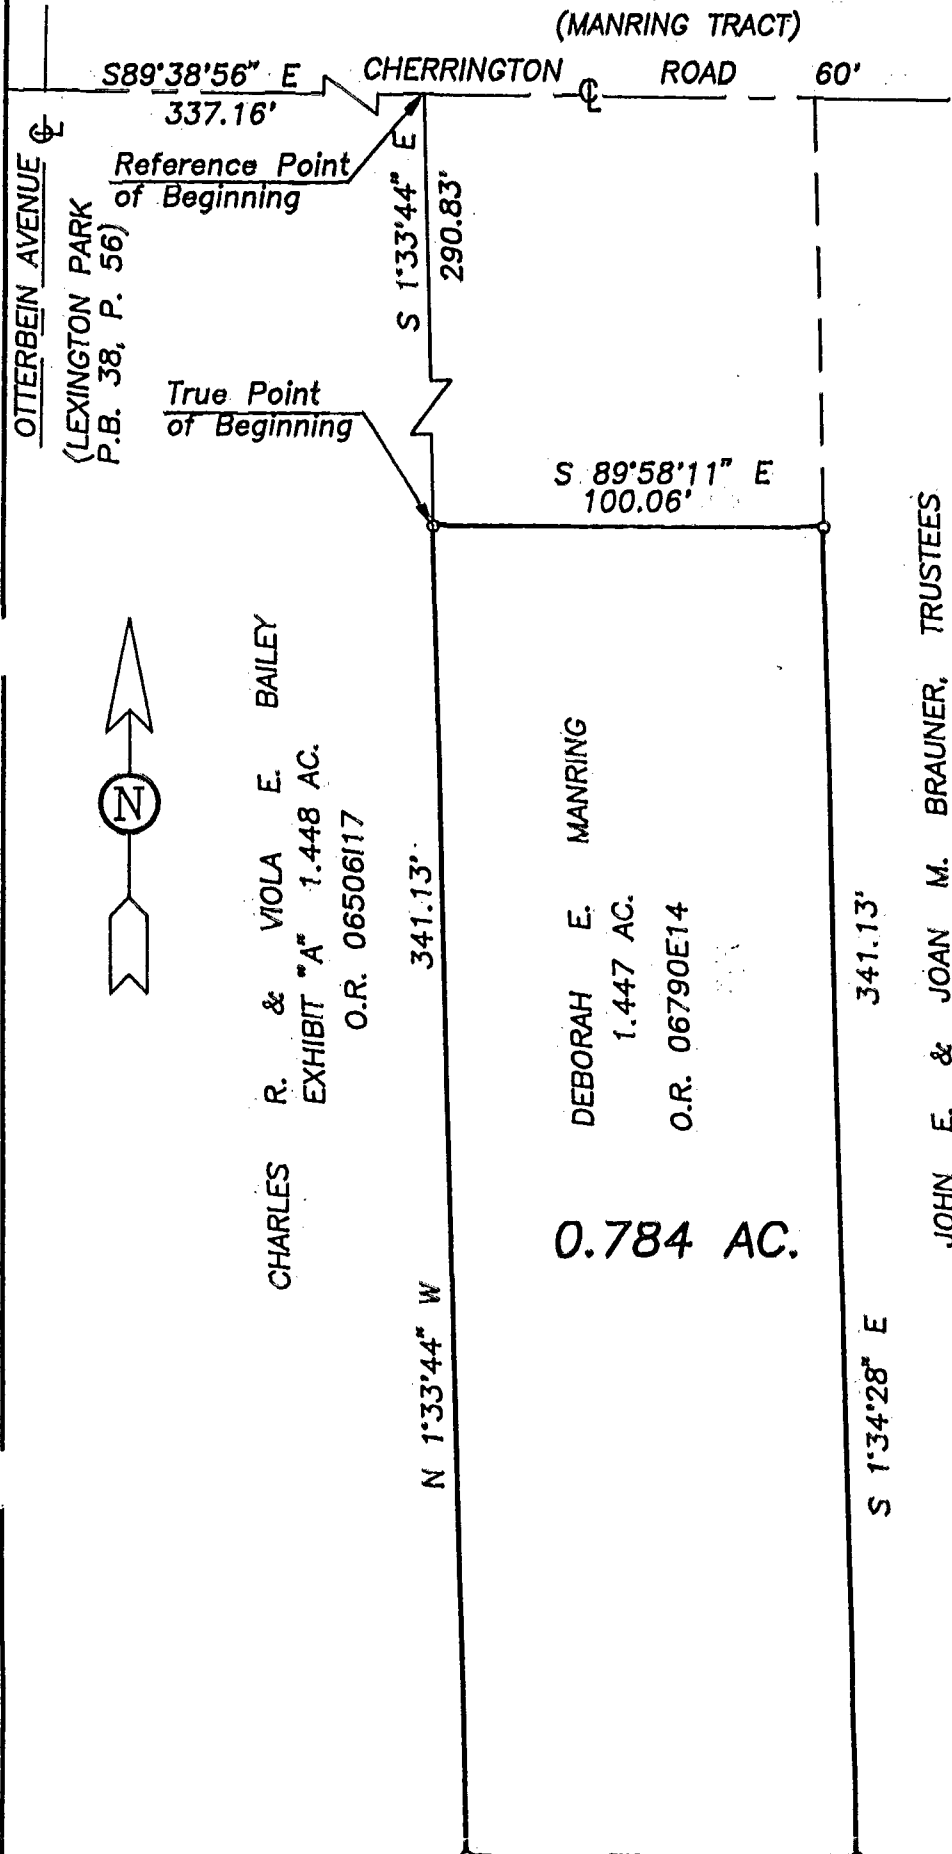 (MANRING TRACT)
S89°38'56" E
CHERRINGTON ROAD 60'
337.16'
OTTERBEIN AVENUE
(LEXINGTON PARK
P.B. 38, P. 56)
Reference Point
of Beginning
S 1°33'44" E
290.83'
True Point
of Beginning
S 89°58'11" E
100.06'
N
CHARLES R. & VIOLA E. BAILEY
EXHIBIT "A" 1.448 AC.
O.R. 06506I17
341.13'
N 1°33'44" W
DEBORAH E. MANRING
1.447 AC.
O.R. 06790E14
0.784 AC.
341.13'
S 1°34'28" E
JOHN E. & JOAN M. BRAUNER, TRUSTEES